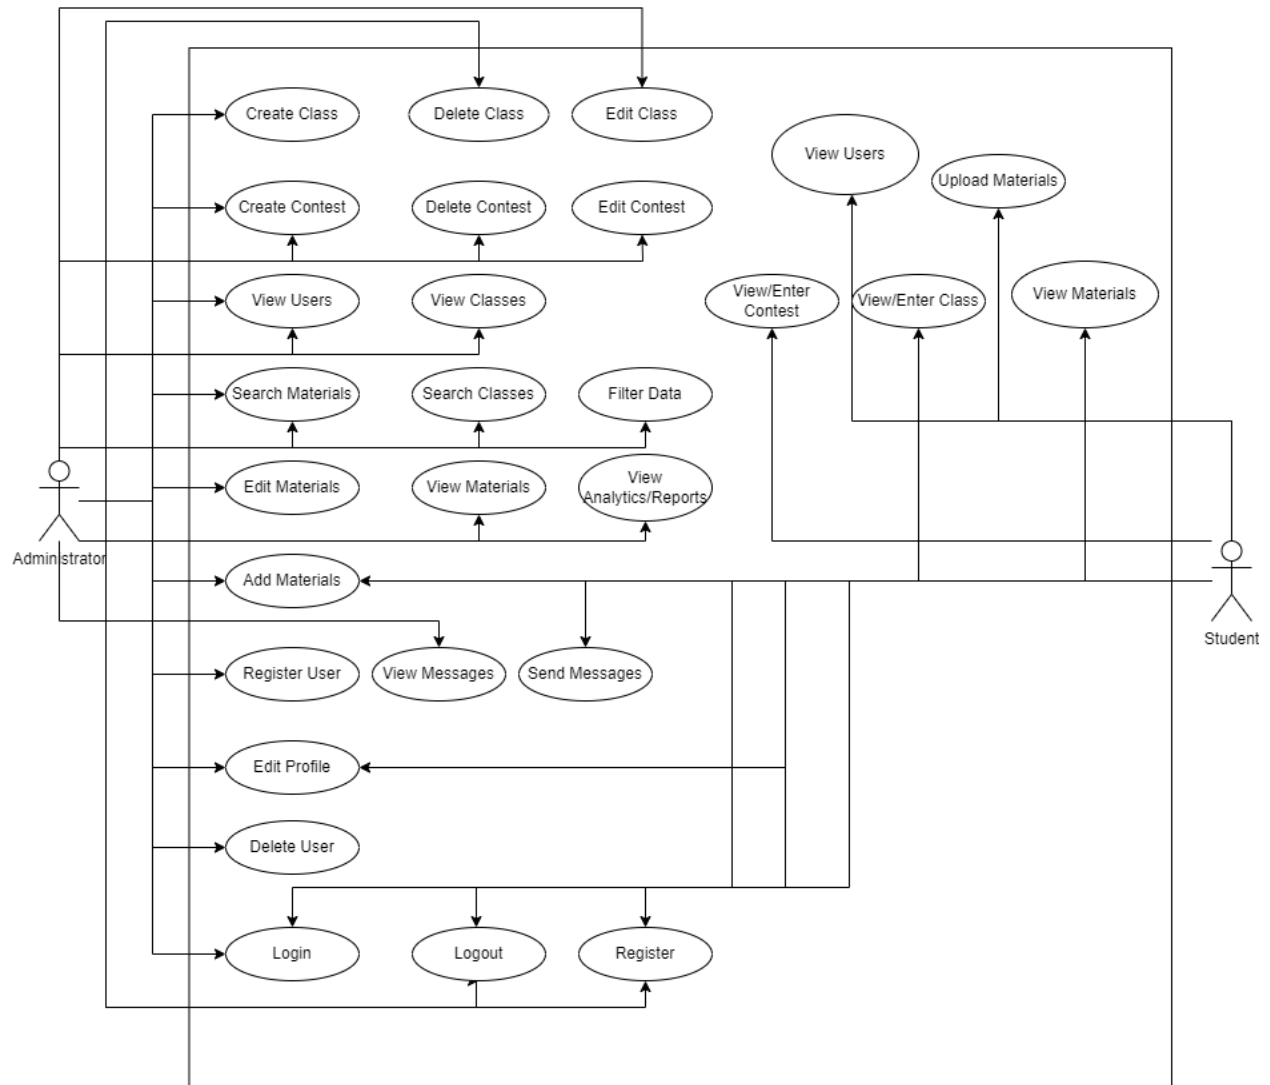 Create Class
Delete Class
Edit Class
View Users
Upload Materials
Create Contest
Delete Contest
Edit Contest
View Users
View Classes
View/Enter
Contest
View/Enter Class
View Materials
Search Materials
Search Classes
Filter Data
Edit Materials
View Materials
View
Analytics/Reports
Administrator
Add Materials
Student
Register User
View Messages
Send Messages
Edit Profile
Delete User
Login
Logout
Register